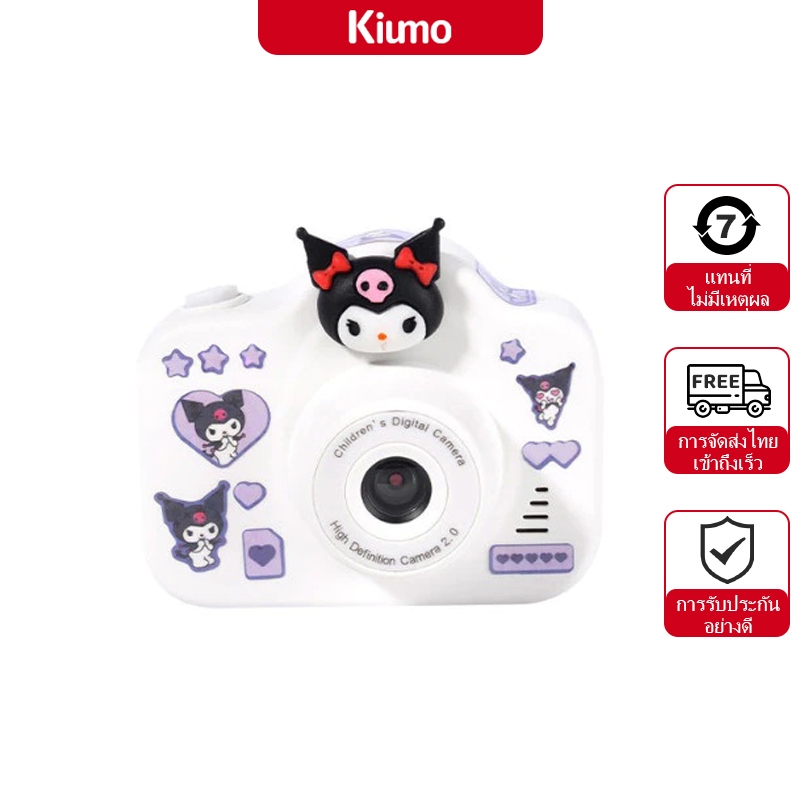 Kiumo
7
แทนที่
ไม่มีเหตุผล
FREE
การจัดส่งไทย
เข้าถึงเร็ว
Children's Digital Camera
High Definition Camera 2.0
การรับประกัน
อย่างดี